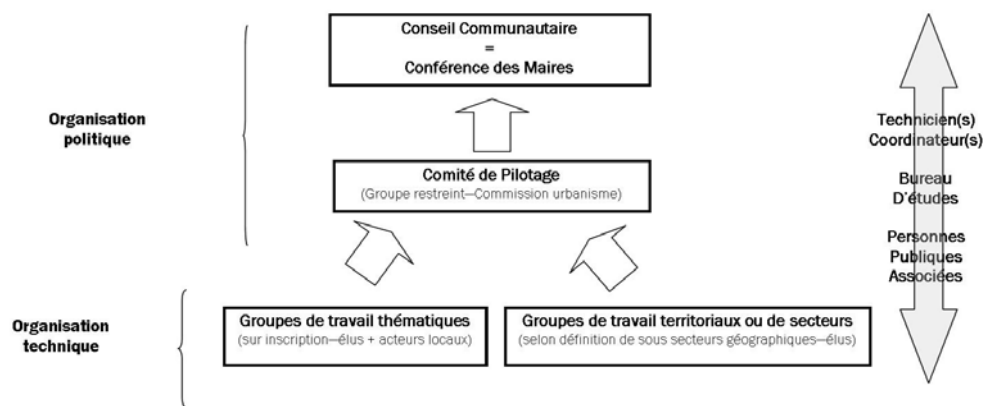 Conseil Communautaire
=
Conférence des Maires
Organisation
politique
Technicien(s)
Coordinateur(s)
Comité de Pilotage
(Groupe restreint—Commission urbanisme)
Bureau
D'études
Personnes
Publiques
Associées
Organisation
technique
Groupes de travail thématiques
(sur inscription—élus + acteurs locaux)
Groupes de travail territoriaux ou de secteurs
(selon définition de sous secteurs géographiques—élus)